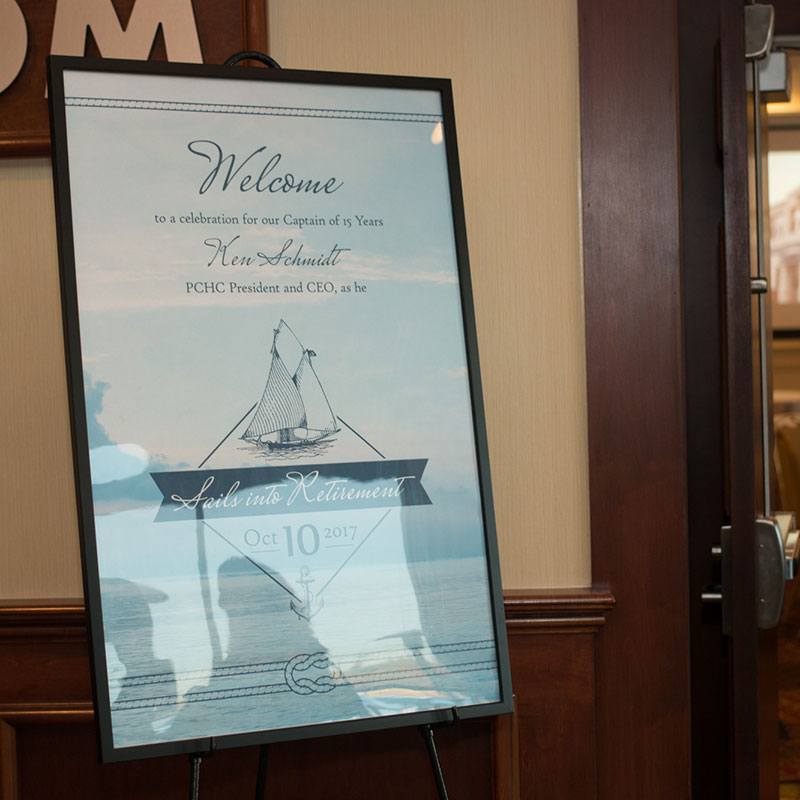 OM
Welcome
to a celebration for our Captain of 15 Years
Ken Schmidt
PCHC President and CEO, as he
Sails into Retirement
Oct 10 2017